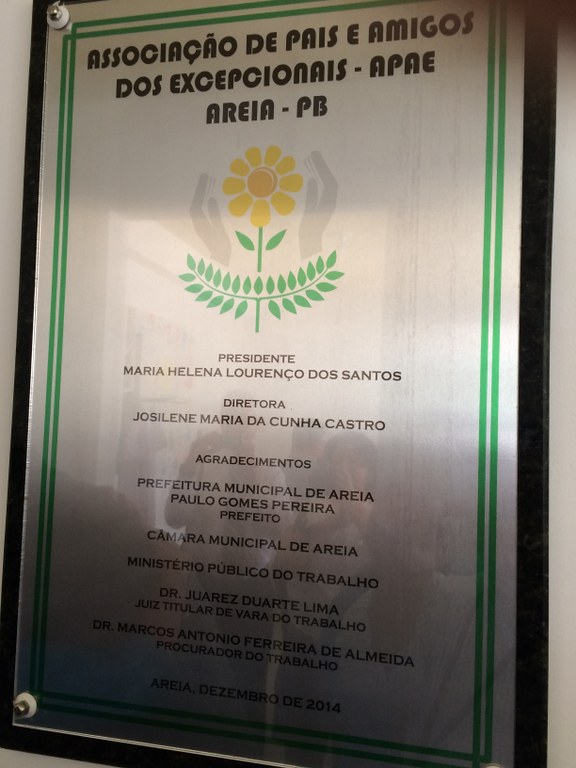 ASSOCIAÇÃO DE PAIS E AMIGOS
DOS EXCEPCIONAIS - APAE
AREIA - PB
PRESIDENTE
MARIA HELENA LOURENÇO DOS SANTOS
DIRETORA
JOSILENE MARIA DA CUNHA CASTRO
AGRADECIMENTOS
PREFEITURA MUNICIPAL DE AREIA
PAULO GOMES PEREIRA
PREFEITO
CÂMARA MUNICIPAL DE AREIA
MINISTÉRIO PÚBLICO DO TRABALHO
DR. JUAREZ DUARTE LIMA
JUIZ TITULAR DE VARA DO TRABALHO
DR. MARCOS ANTONIO FERREIRA DE ALMEIDA
PROCURADOR DO TRABALHO
AREIA, DEZEMBRO DE 2014